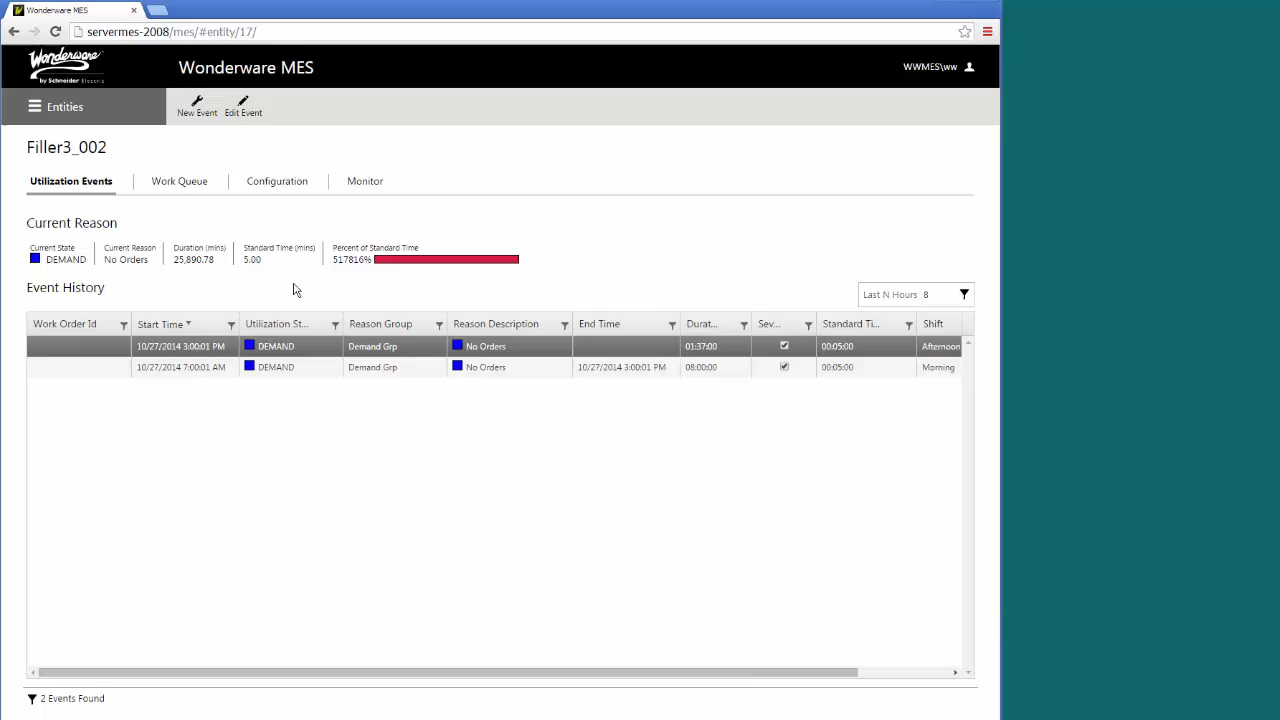 Wonderware MES
servermes-2008/mes/#entity/17/
Wonderware
by Schneider Electric
Wonderware MES
WWMES\ww
Entities
New Event Edit Event
Filler3_002
Utilization Events Work Queue Configuration Monitor
Current Reason
Current State Current Reason Duration (mins) Standard Time (mins) Percent of Standard Time
DEMAND No Orders 25,890.78 5.00 517816%
Event History
Last N Hours 8
Work Order Id Start Time Utilization St... Reason Group Reason Description End Time Durat... Sev... Standard Ti... Shift
10/27/2014 3:00:01 PM DEMAND Demand Grp No Orders 01:37:00 00:05:00 Afternoon
10/27/2014 7:00:01 AM DEMAND Demand Grp No Orders 10/27/2014 3:00:01 PM 08:00:00 00:05:00 Morning
2 Events Found